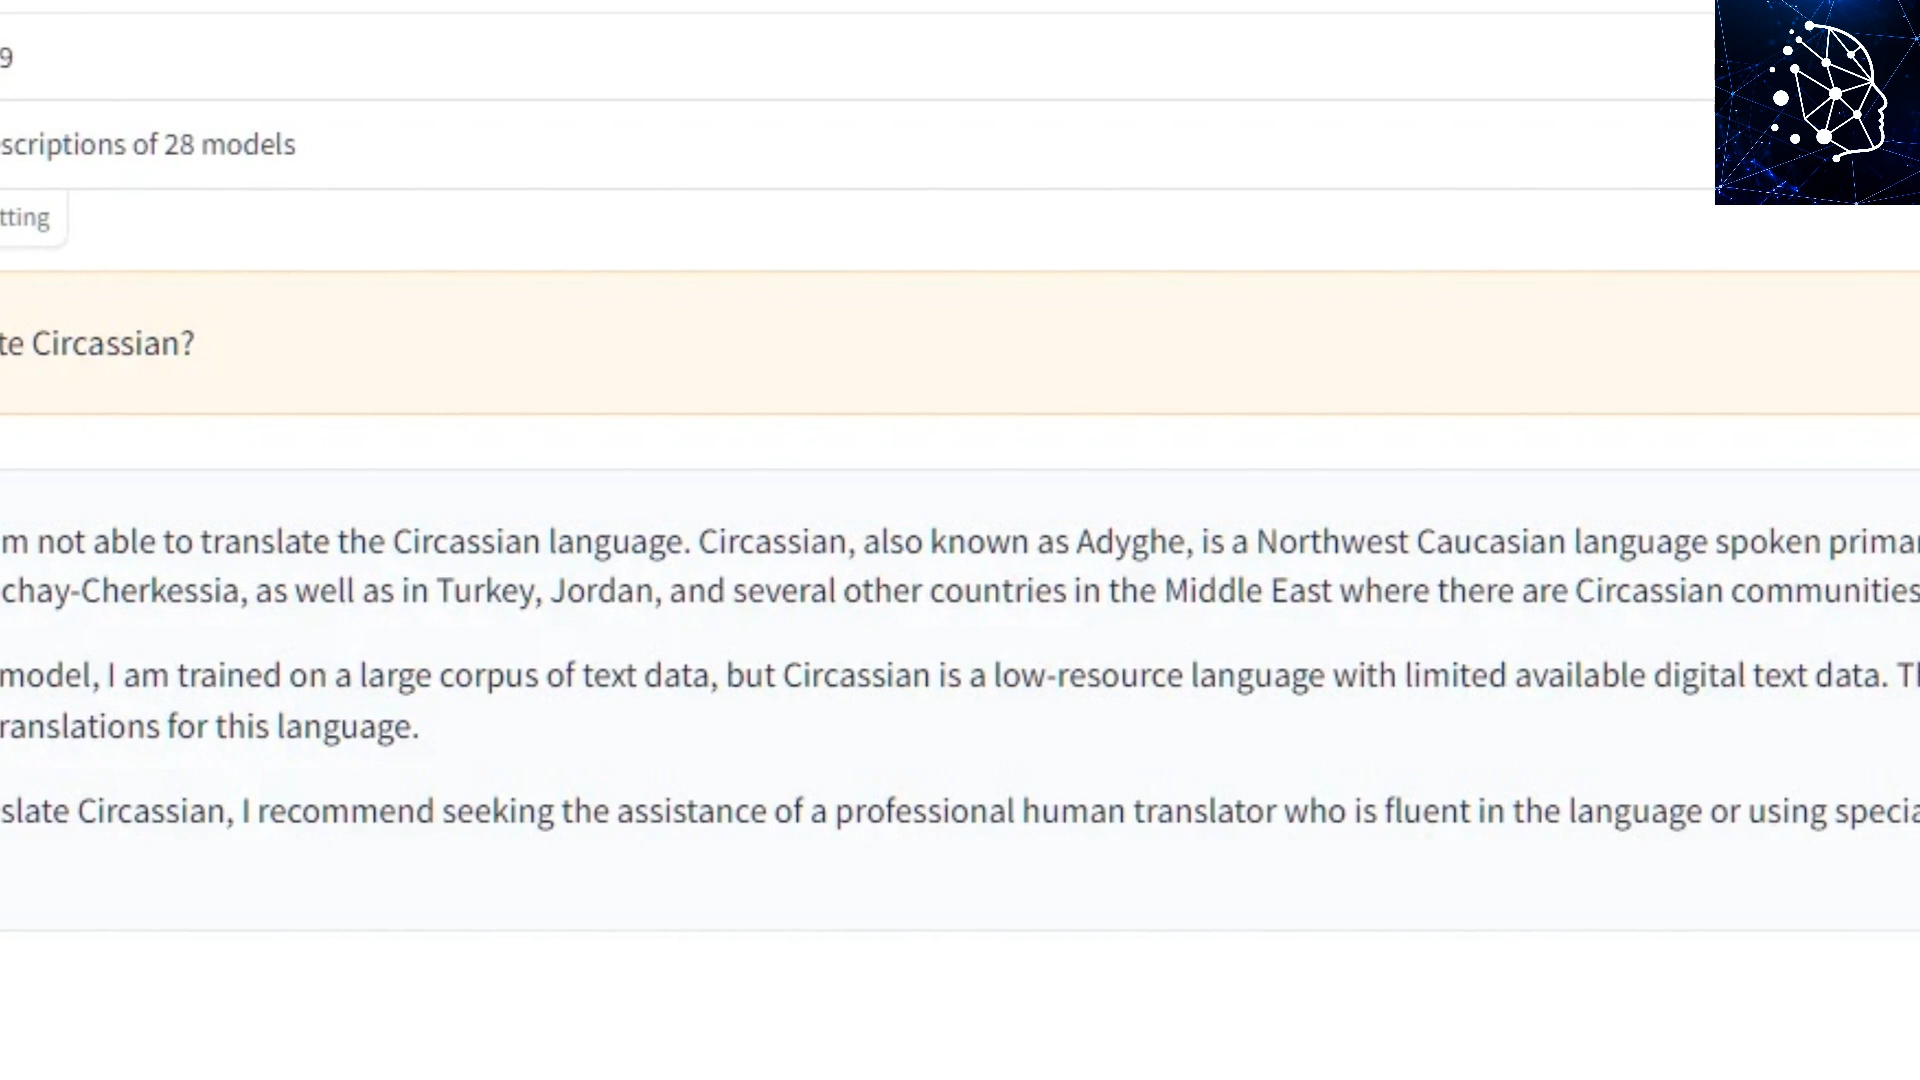 9
scriptions of 28 models
tting
te Circassian?
m not able to translate the Circassian language. Circassian, also known as Adyghe, is a Northwest Caucasian language spoken primar
chay-Cherkessia, as well as in Turkey, Jordan, and several other countries in the Middle East where there are Circassian communities
model, I am trained on a large corpus of text data, but Circassian is a low-resource language with limited available digital text data. Th
ranslations for this language.
slate Circassian, I recommend seeking the assistance of a professional human translator who is fluent in the language or using specia